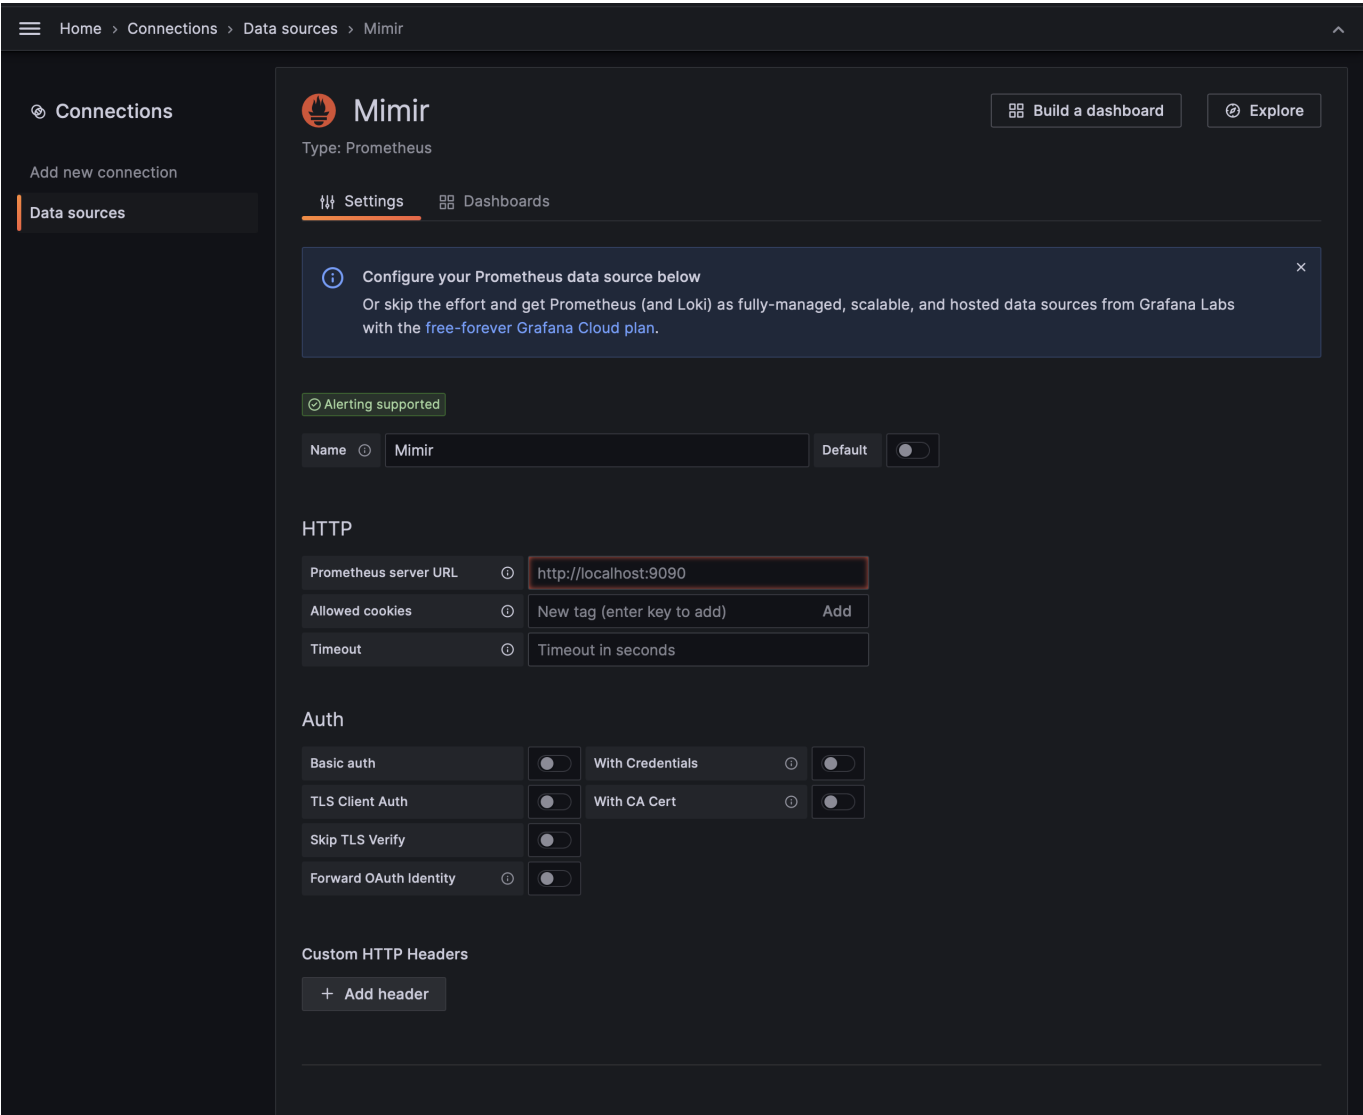 Home › Connections › Data sources › Mimir
Connections
Add new connection
Data sources
Mimir
Build a dashboard
Explore
Type: Prometheus
Settings
Dashboards
Configure your Prometheus data source below
Or skip the effort and get Prometheus (and Loki) as fully-managed, scalable, and hosted data sources from Grafana Labs
with the free-forever Grafana Cloud plan.
Alerting supported
Name Mimir Default
HTTP
Prometheus server URL http://localhost:9090
Allowed cookies New tag (enter key to add) Add
Timeout Timeout in seconds
Auth
Basic auth With Credentials
TLS Client Auth With CA Cert
Skip TLS Verify
Forward OAuth Identity
Custom HTTP Headers
+ Add header